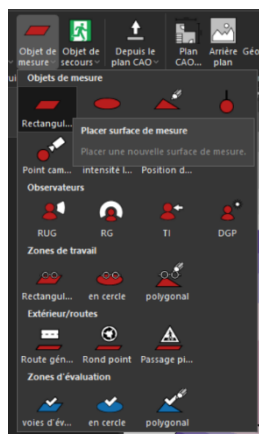 Objet de mesure
Objet de secours
Depuis le plan CAO
Plan CAO...
Arrière plan
Géo
Objets de mesure
Rectangul...
Placer surface de mesure
Placer une nouvelle surface de mesure.
Point cam...
intensité l...
Position d...
Observateurs
RUG
RG
TI
DGP
Zones de travail
Rectangul...
en cercle
polygonal
Extérieur/routes
Route gén...
Rond point
Passage pi...
Zones d'évaluation
voies d'év...
en cercle
polygonal